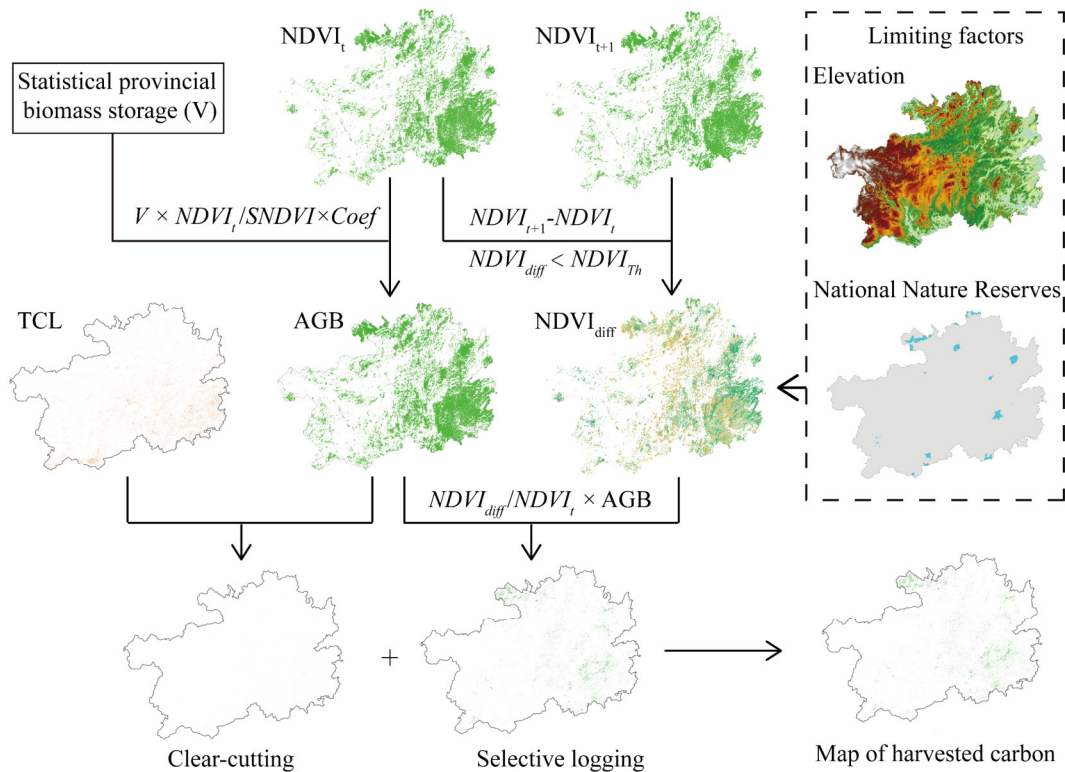 NDVIt
NDVIt+1
Limiting factors
Elevation
Statistical provincial
biomass storage (V)
V × NDVIt/SNDVI×Coef
NDVIt+1-NDVIt
NDVIdiff < NDVITh
National Nature Reserves
TCL
AGB
NDVIdiff
NDVIdiff/NDVIt × AGB
+
Clear-cutting
Selective logging
Map of harvested carbon